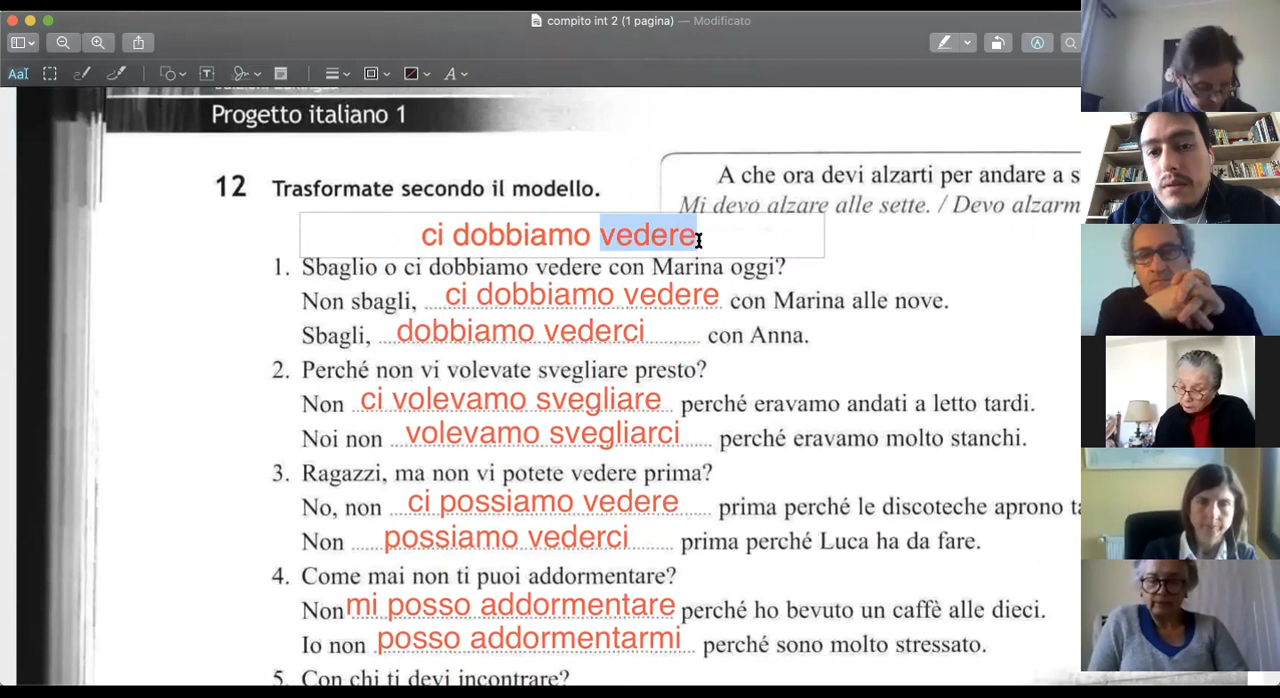 compito int 2 (1 pagina) — Modificato
Progetto italiano 1
12 Trasformate secondo il modello.
A che ora devi alzarti per andare a s
Mi devo alzare alle sette. / Devo alzarm
ci dobbiamo vedere
1. Sbaglio o ci dobbiamo vedere con Marina oggi?
Non sbagli, ci dobbiamo vedere con Marina alle nove.
Sbagli, dobbiamo vederci con Anna.
2. Perché non vi volevate svegliare presto?
Non ci volevamo svegliare perché eravamo andati a letto tardi.
Noi non volevamo svegliarci perché eravamo molto stanchi.
3. Ragazzi, ma non vi potete vedere prima?
No, non ci possiamo vedere prima perché le discoteche aprono ta
Non possiamo vederci prima perché Luca ha da fare.
4. Come mai non ti puoi addormentare?
Non mi posso addormentare perché ho bevuto un caffè alle dieci.
Io non posso addormentarmi perché sono molto stressato.
5. Con chi ti devi incontrare?